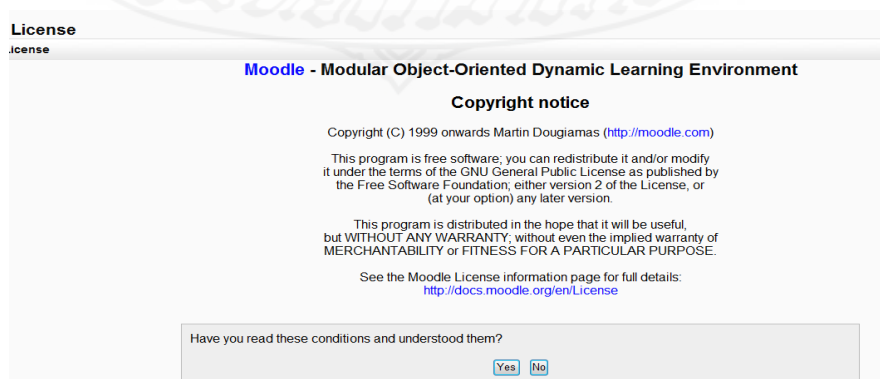 License
License
Moodle - Modular Object-Oriented Dynamic Learning Environment
Copyright notice
Copyright (C) 1999 onwards Martin Dougiamas (http://moodle.com)
This program is free software; you can redistribute it and/or modify
it under the terms of the GNU General Public License as published by
the Free Software Foundation; either version 2 of the License, or
(at your option) any later version.
This program is distributed in the hope that it will be useful,
but WITHOUT ANY WARRANTY; without even the implied warranty of
MERCHANTABILITY or FITNESS FOR A PARTICULAR PURPOSE.
See the Moodle License information page for full details:
http://docs.moodle.org/en/License
Have you read these conditions and understood them?
Yes No